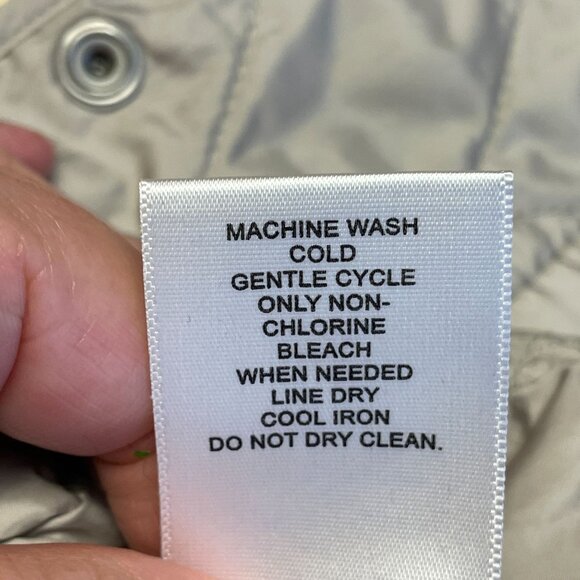 MACHINE WASH
COLD
GENTLE CYCLE
ONLY NON-
CHLORINE
BLEACH
WHEN NEEDED
LINE DRY
COOL IRON
DO NOT DRY CLEAN.